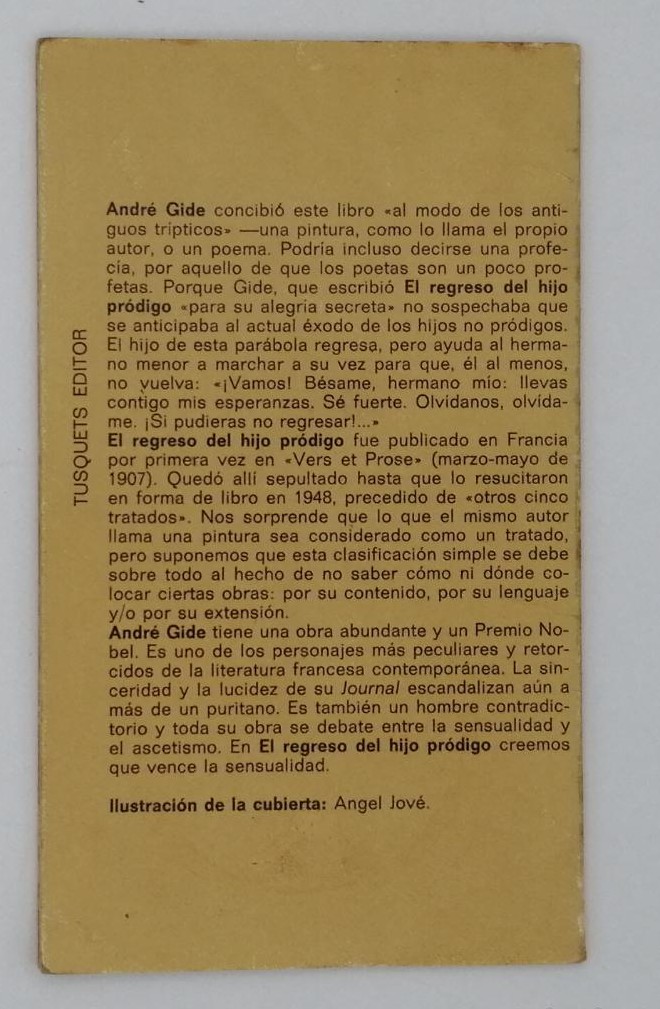 André Gide concibió este libro «al modo de los anti-
guos trípticos» —una pintura, como lo llama el propio
autor, o un poema. Podría incluso decirse una profe-
cía, por aquello de que los poetas son un poco pro-
fetas. Porque Gide, que escribió El regreso del hijo
pródigo «para su alegría secreta» no sospechaba que
se anticipaba al actual éxodo de los hijos no pródigos.
El hijo de esta parábola regresa, pero ayuda al herma-
no menor a marchar a su vez para que, él al menos,
no vuelva: «¡Vamos! Bésame, hermano mío: llevas
contigo mis esperanzas. Sé fuerte. Olvídanos, olvída-
me. ¡Si pudieras no regresar!...»
El regreso del hijo pródigo fue publicado en Francia
por primera vez en «Vers et Prose» (marzo-mayo de
1907). Quedó allí sepultado hasta que lo resucitaron
en forma de libro en 1948, precedido de «otros cinco
tratados». Nos sorprende que lo que el mismo autor
llama una pintura sea considerado como un tratado,
pero suponemos que esta clasificación simple se debe
sobre todo al hecho de no saber cómo ni dónde co-
locar ciertas obras: por su contenido, por su lenguaje
y/o por su extensión.
André Gide tiene una obra abundante y un Premio No-
bel. Es uno de los personajes más peculiares y retor-
cidos de la literatura francesa contemporánea. La sin-
ceridad y la lucidez de su Journal escandalizan aún a
más de un puritano. Es también un hombre contradic-
torio y toda su obra se debate entre la sensualidad y
el ascetismo. En El regreso del hijo pródigo creemos
que vence la sensualidad.
Ilustración de la cubierta: Angel Jové.
TUSQUETS EDITOR